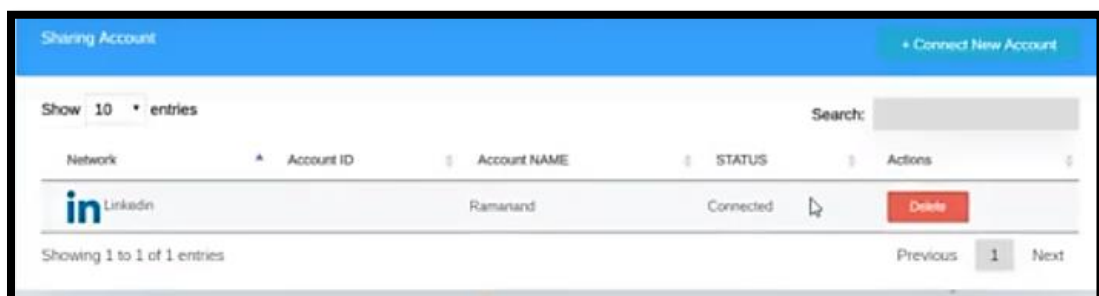 Sharing Account
+ Connect New Account
Show 10 entries
Search:
Network Account ID Account NAME STATUS Actions
in Linkedin Ramanand Connected Delete
Showing 1 to 1 of 1 entries
Previous 1 Next